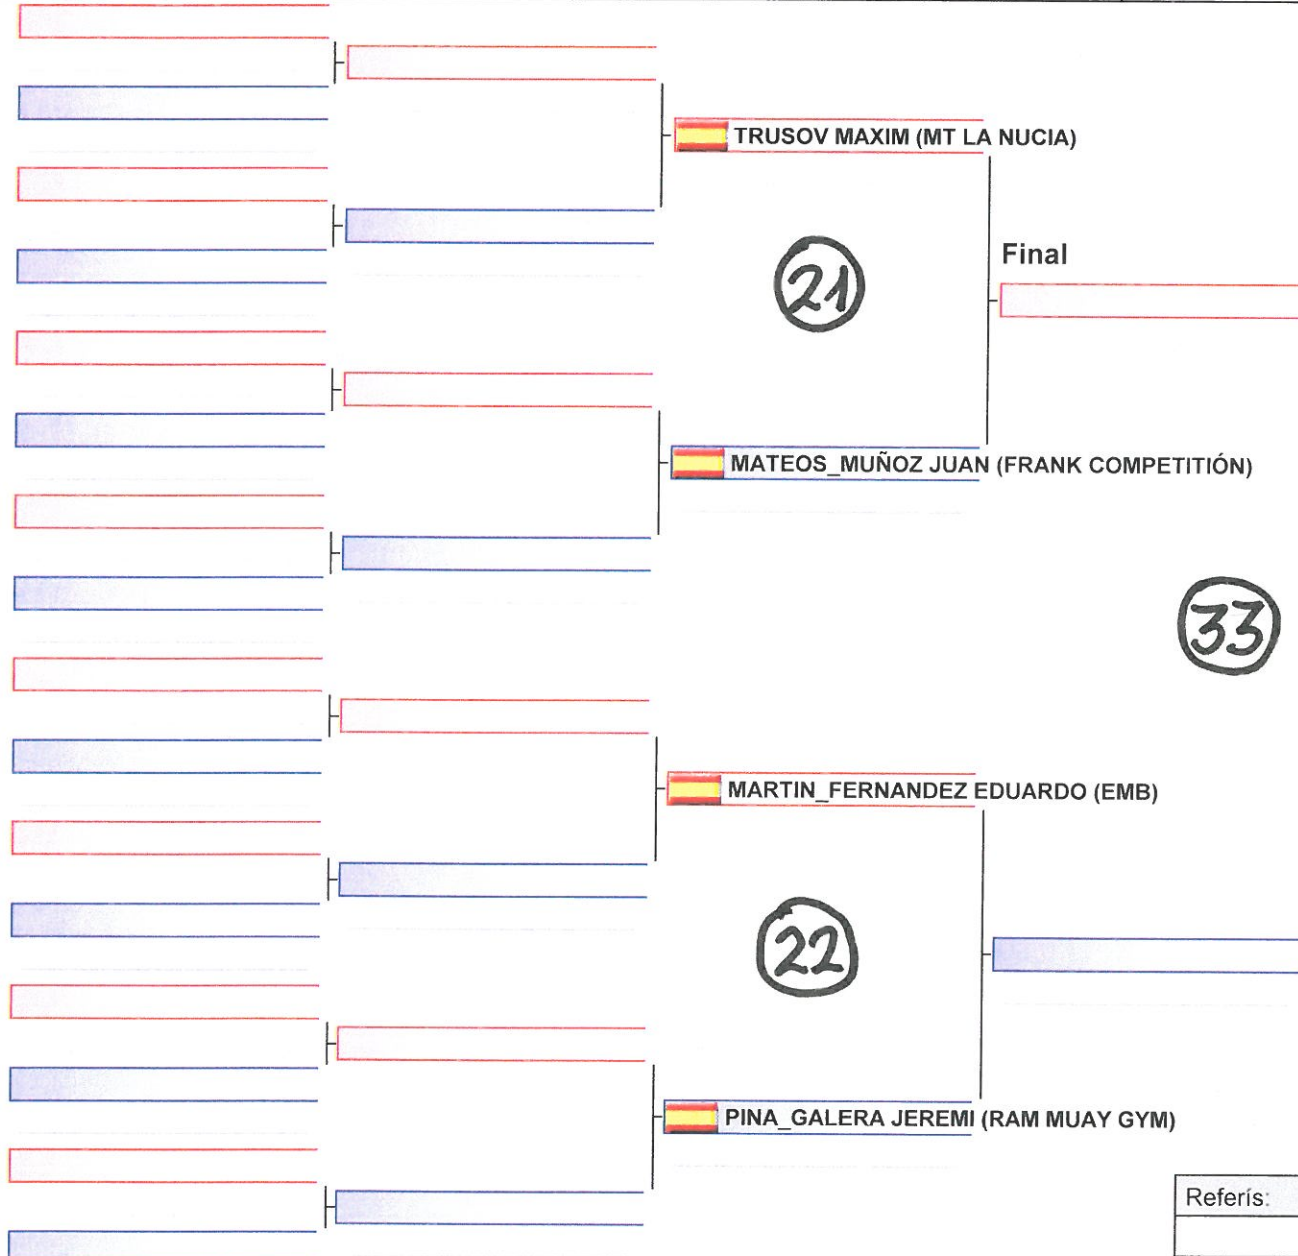 TRUSOV MAXIM (MT LA NUCIA)
Final
21
MATEOS_MUÑOZ JUAN (FRANK COMPETITIÓN)
33
MARTIN_FERNANDEZ EDUARDO (EMB)
22
PINA_GALERA JEREMI (RAM MUAY GYM)
Referís: